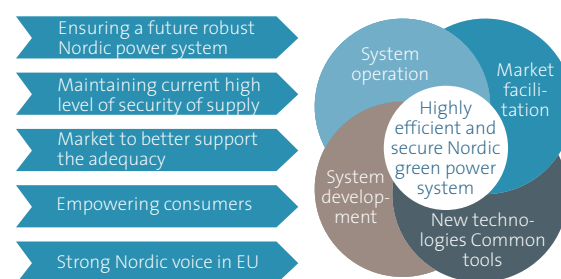 Ensuring a future robust
Nordic power system
Maintaining current high
level of security of supply
Market to better support
the adequacy
Empowering consumers
Strong Nordic voice in EU
System
operation
Market
facili-
tation
Highly
efficient and
secure Nordic
green power
system
System
develop-
ment
New techno-
logies Common
tools